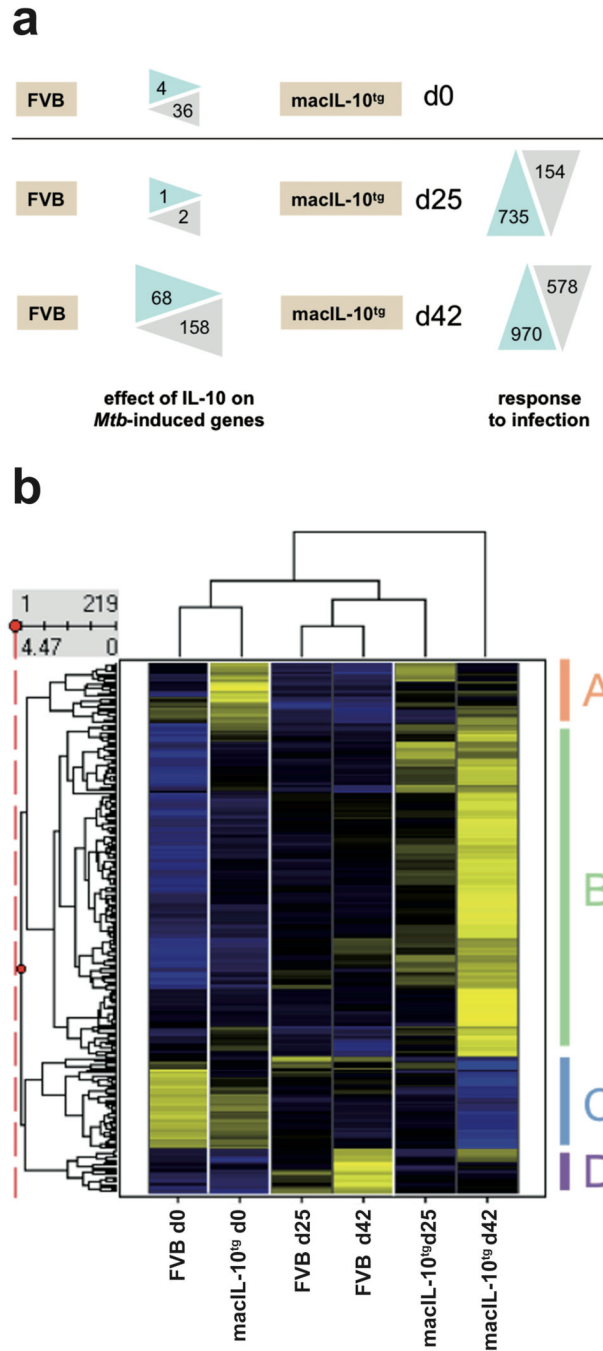 a
FVB 4 36 macIL-10tg d0
FVB 1 2 macIL-10tg d25 735 154
FVB 68 158 macIL-10tg d42 970 578
effect of IL-10 on
Mtb-induced genes
response
to infection
b
1 219
4.47 0
A
B
C
D
FVB d0
macIL-10tg d0
FVB d25
FVB d42
macIL-10tgd25
macIL-10tg d42